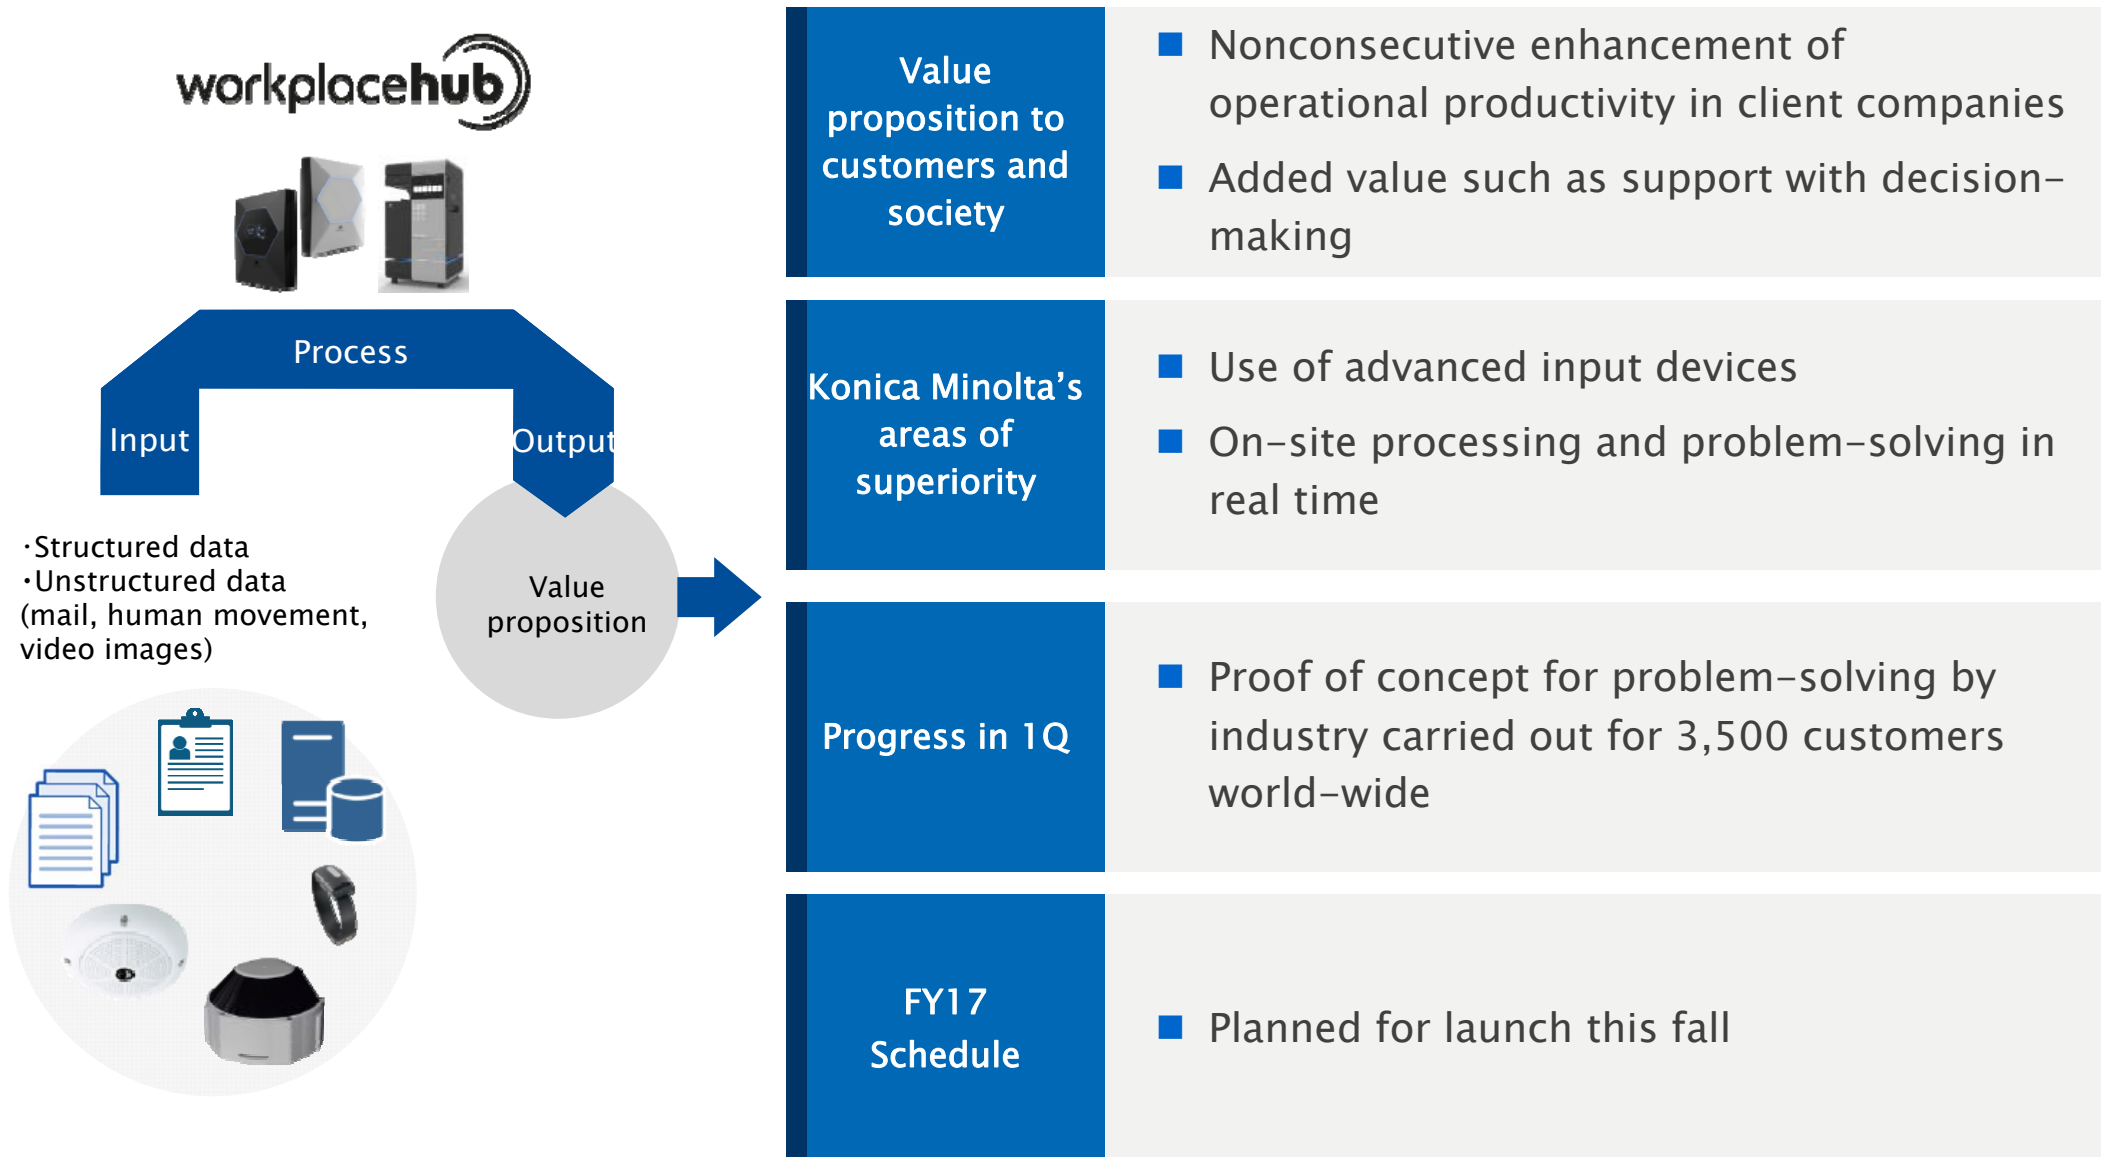 workplacehub
Process
Input
Output
・Structured data
・Unstructured data
(mail, human movement,
video images)
Value
proposition
Value
proposition to
customers and
society
■ Nonconsecutive enhancement of
operational productivity in client companies
■ Added value such as support with decision-
making
Konica Minolta’s
areas of
superiority
■ Use of advanced input devices
■ On-site processing and problem-solving in
real time
Progress in 1Q
■ Proof of concept for problem-solving by
industry carried out for 3,500 customers
world-wide
FY17
Schedule
■ Planned for launch this fall